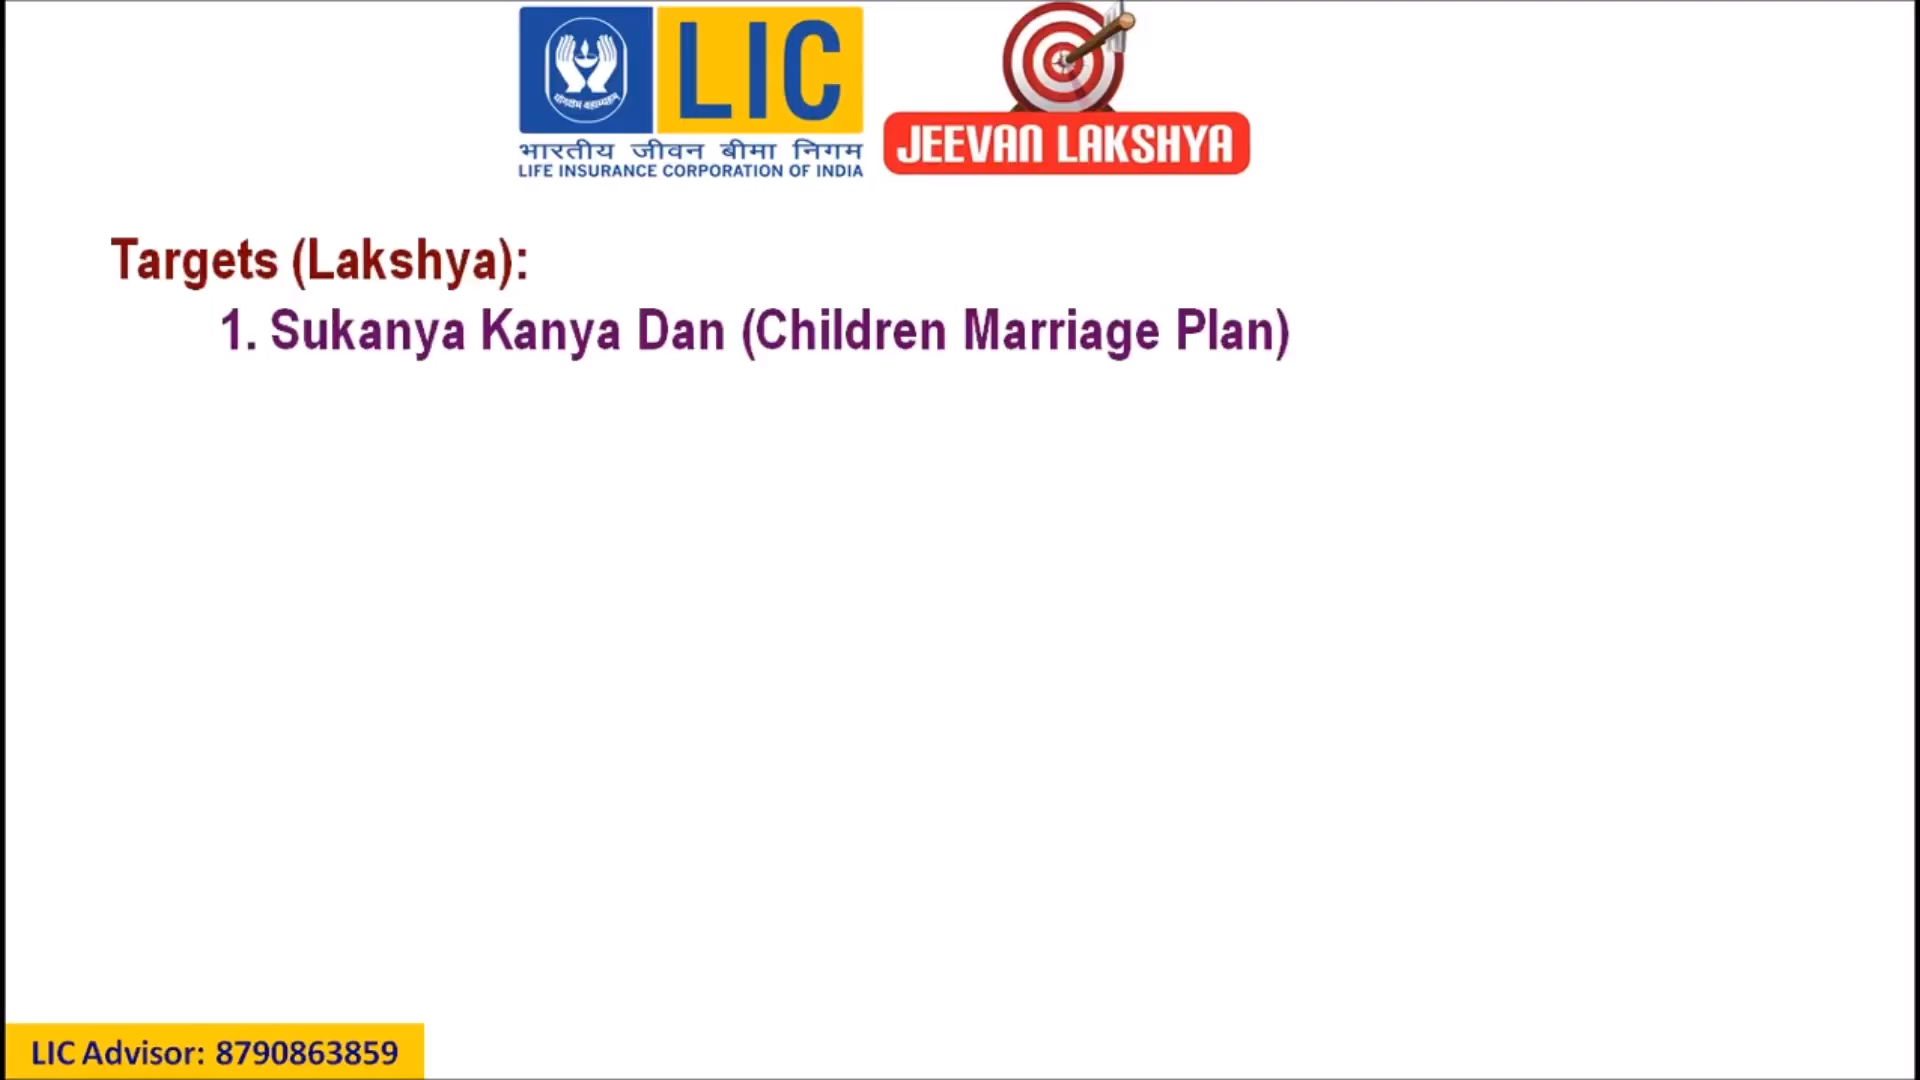 LIC
भारतीय जीवन बीमा निगम
LIFE INSURANCE CORPORATION OF INDIA
JEEVAN LAKSHYA
Targets (Lakshya):
1. Sukanya Kanya Dan (Children Marriage Plan)
LIC Advisor: 8790863859